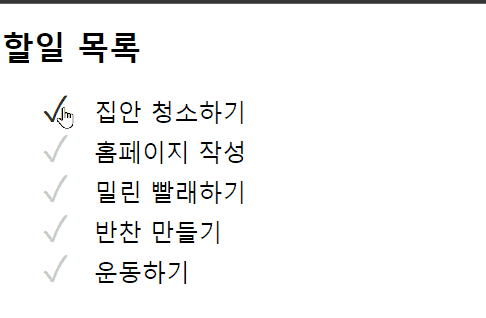 할일 목록
✓ 집안 청소하기
✓ 홈페이지 작성
✓ 밀린 빨래하기
✓ 반찬 만들기
✓ 운동하기